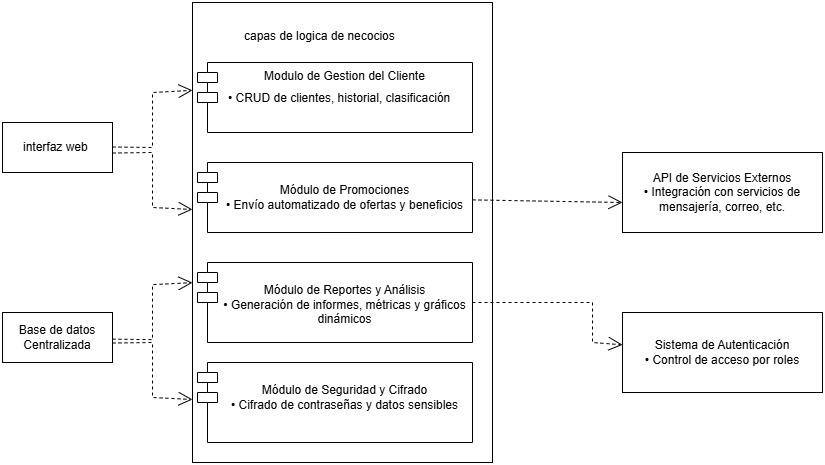 capas de logica de necocios
Modulo de Gestion del Cliente
• CRUD de clientes, historial, clasificación
interfaz web
Módulo de Promociones
• Envío automatizado de ofertas y beneficios
API de Servicios Externos
• Integración con servicios de
mensajería, correo, etc.
Módulo de Reportes y Análisis
• Generación de informes, métricas y gráficos
dinámicos
Base de datos
Centralizada
Sistema de Autenticación
• Control de acceso por roles
Módulo de Seguridad y Cifrado
• Cifrado de contraseñas y datos sensibles